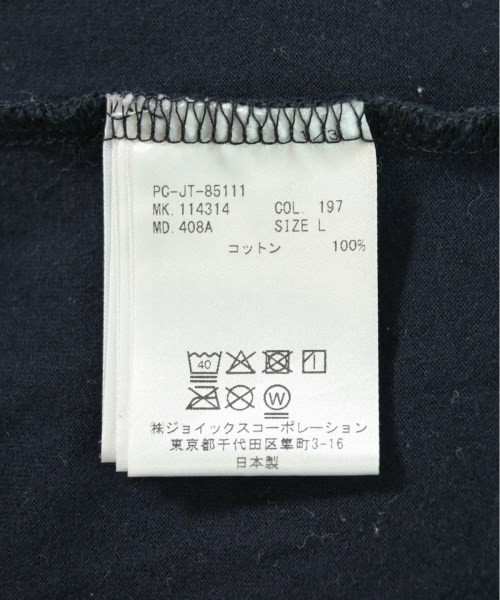 PC-JT-85111
MK.114314 COL. 197
MD.408A SIZE L
コットン 100%
40
W
㈱ジョイックスコーポレーション
東京都千代田区隼町3-16
日本製